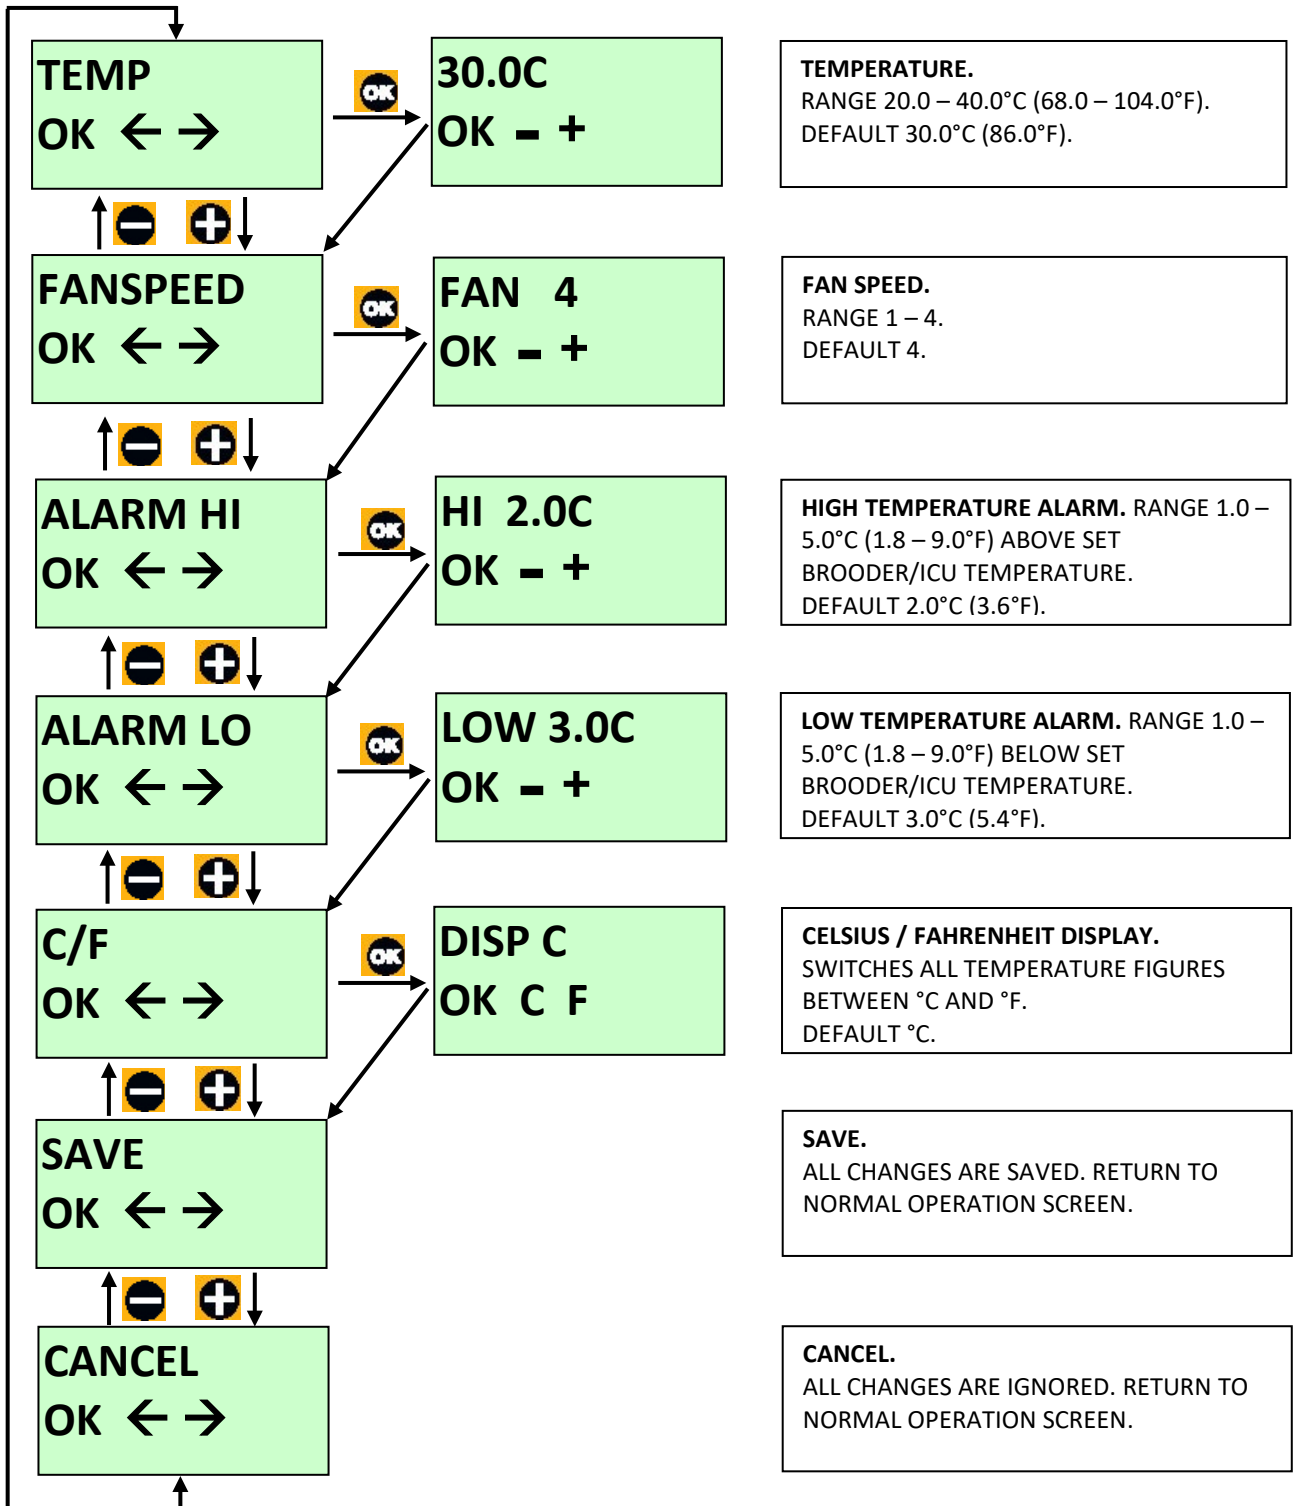 TEMP
OK ← →
OK
30.0C
OK - +
TEMPERATURE.
RANGE 20.0 – 40.0°C (68.0 – 104.0°F).
DEFAULT 30.0°C (86.0°F).
FANSPEED
OK ← →
OK
FAN 4
OK - +
FAN SPEED.
RANGE 1 – 4.
DEFAULT 4.
ALARM HI
OK ← →
OK
HI 2.0C
OK - +
HIGH TEMPERATURE ALARM. RANGE 1.0 –
5.0°C (1.8 – 9.0°F) ABOVE SET
BROODER/ICU TEMPERATURE.
DEFAULT 2.0°C (3.6°F).
ALARM LO
OK ← →
OK
LOW 3.0C
OK - +
LOW TEMPERATURE ALARM. RANGE 1.0 –
5.0°C (1.8 – 9.0°F) BELOW SET
BROODER/ICU TEMPERATURE.
DEFAULT 3.0°C (5.4°F).
C/F
OK ← →
OK
DISP C
OK C F
CELSIUS / FAHRENHEIT DISPLAY.
SWITCHES ALL TEMPERATURE FIGURES
BETWEEN °C AND °F.
DEFAULT °C.
SAVE
OK ← →
SAVE.
ALL CHANGES ARE SAVED. RETURN TO
NORMAL OPERATION SCREEN.
CANCEL
OK ← →
CANCEL.
ALL CHANGES ARE IGNORED. RETURN TO
NORMAL OPERATION SCREEN.